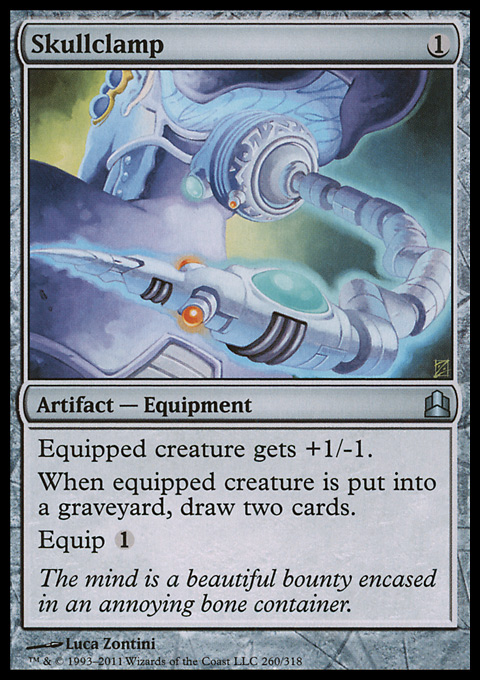 Skullclamp 1
Artifact — Equipment
Equipped creature gets +1/-1.
When equipped creature is put into
a graveyard, draw two cards.
Equip 1
The mind is a beautiful bounty encased
in an annoying bone container.
Luca Zontini
™ & © 1993–2011 Wizards of the Coast LLC 260/318